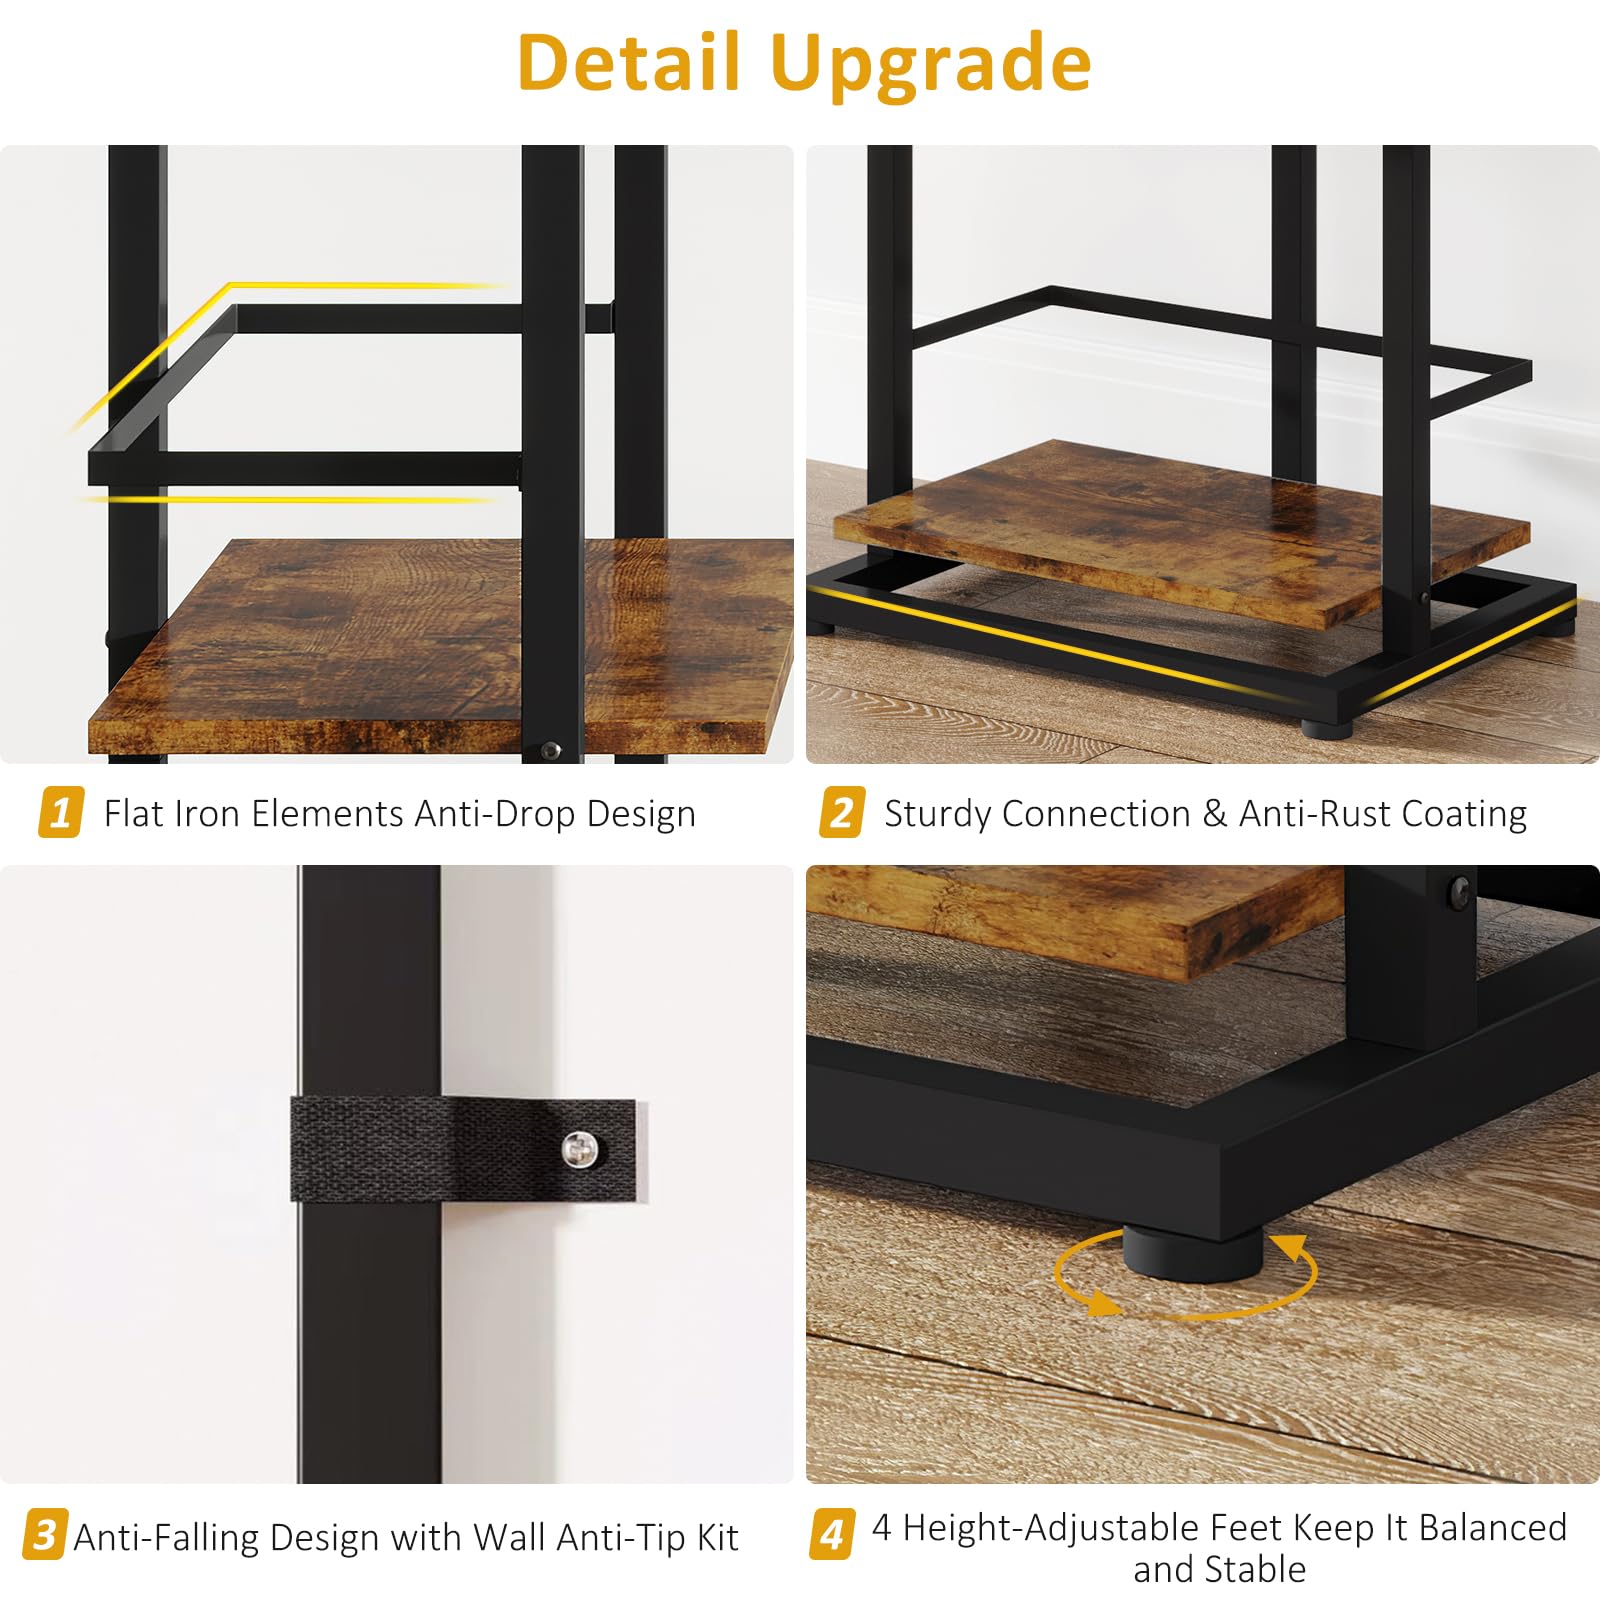 Detail Upgrade
1 Flat Iron Elements Anti-Drop Design
2 Sturdy Connection & Anti-Rust Coating
3 Anti-Falling Design with Wall Anti-Tip Kit
4 4 Height-Adjustable Feet Keep It Balanced
and Stable